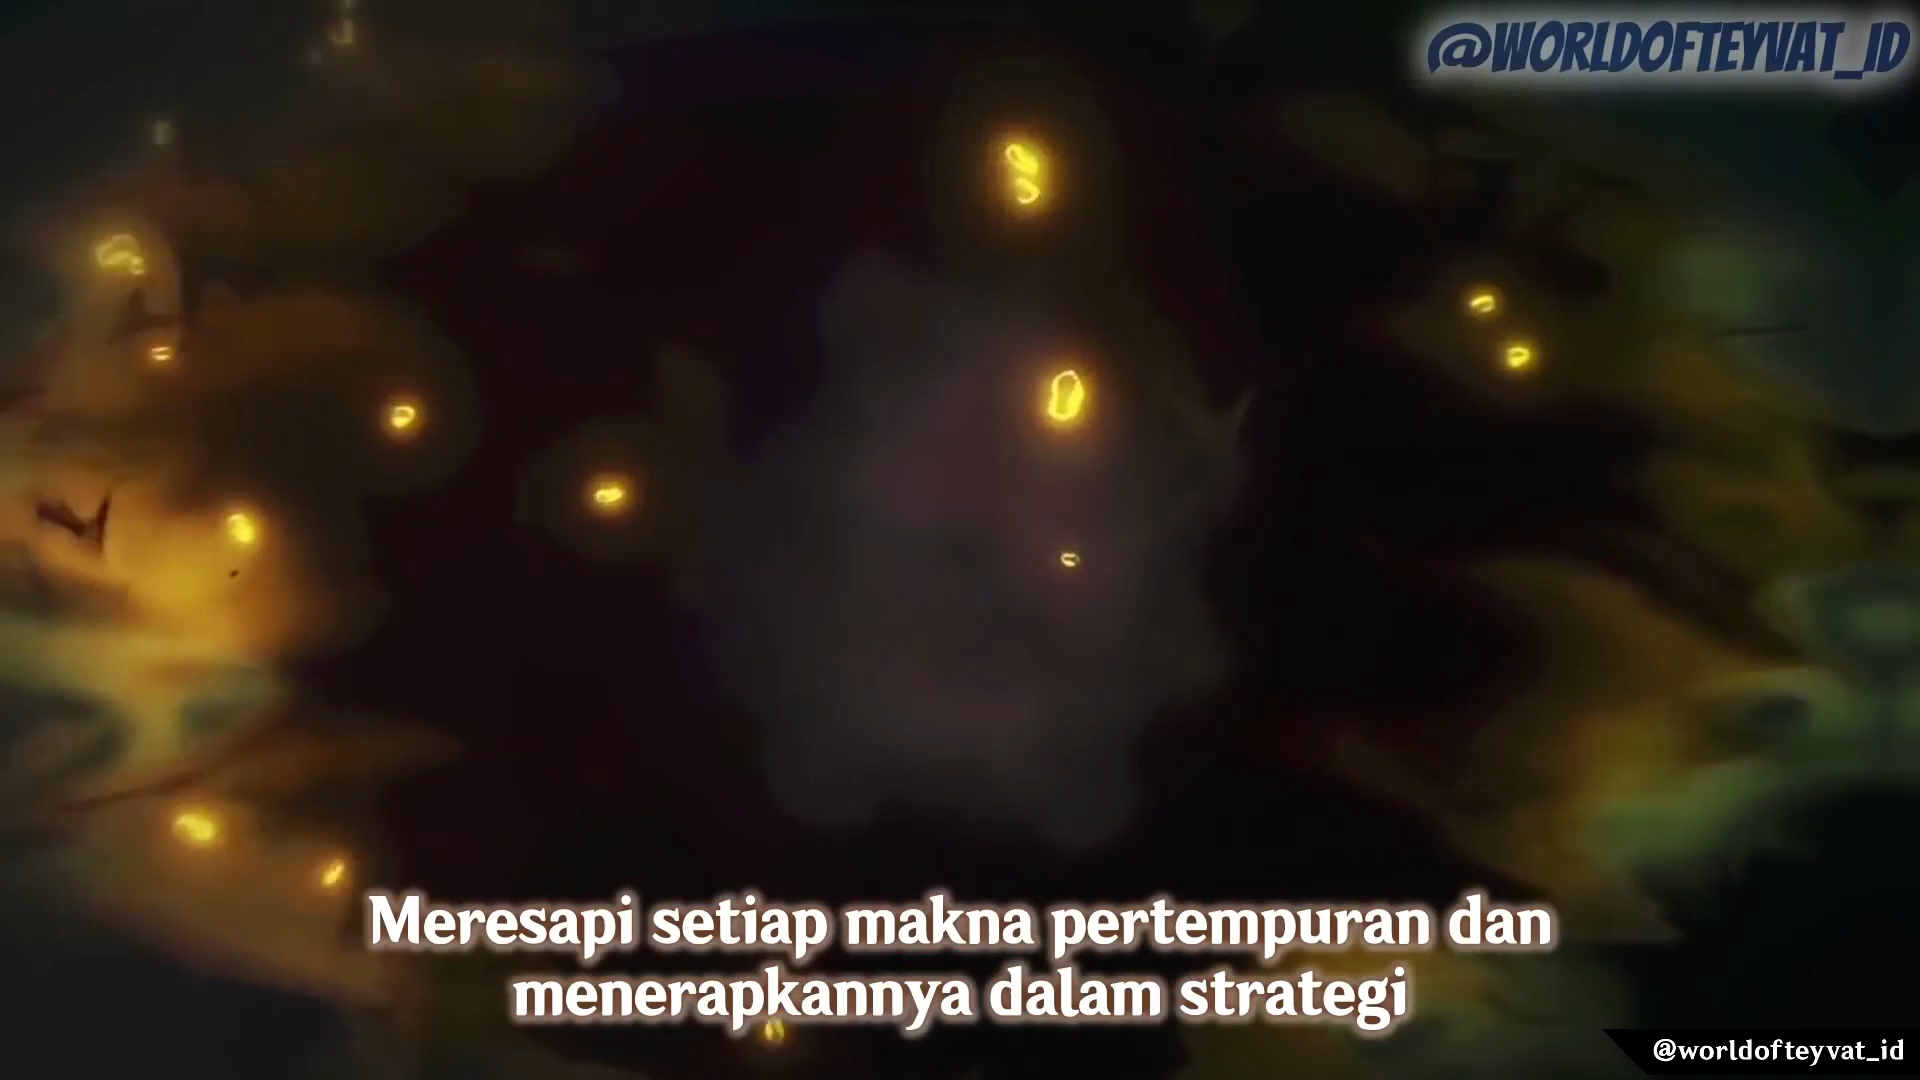 @WORLDOFTEYVAT_ID
Meresapi setiap makna pertempuran dan
menerapkannya dalam strategi
@worldofteyvat_id